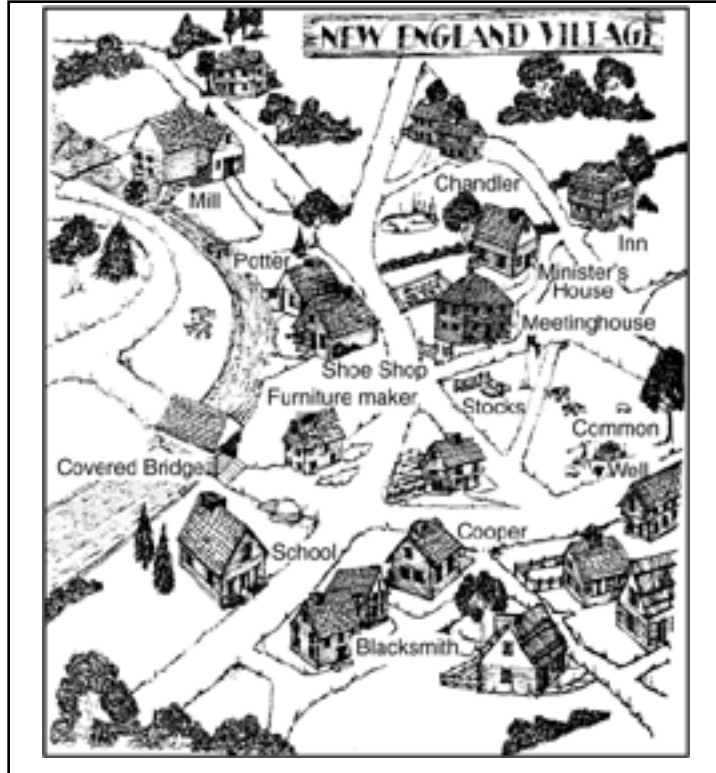 NEW ENGLAND VILLAGE
Chandler
Mill
Inn
Potter
Minister's
House
Meetinghouse
Shoe Shop
Furniture maker
Stocks
Common
Covered Bridge
Well
Cooper
School
Blacksmith